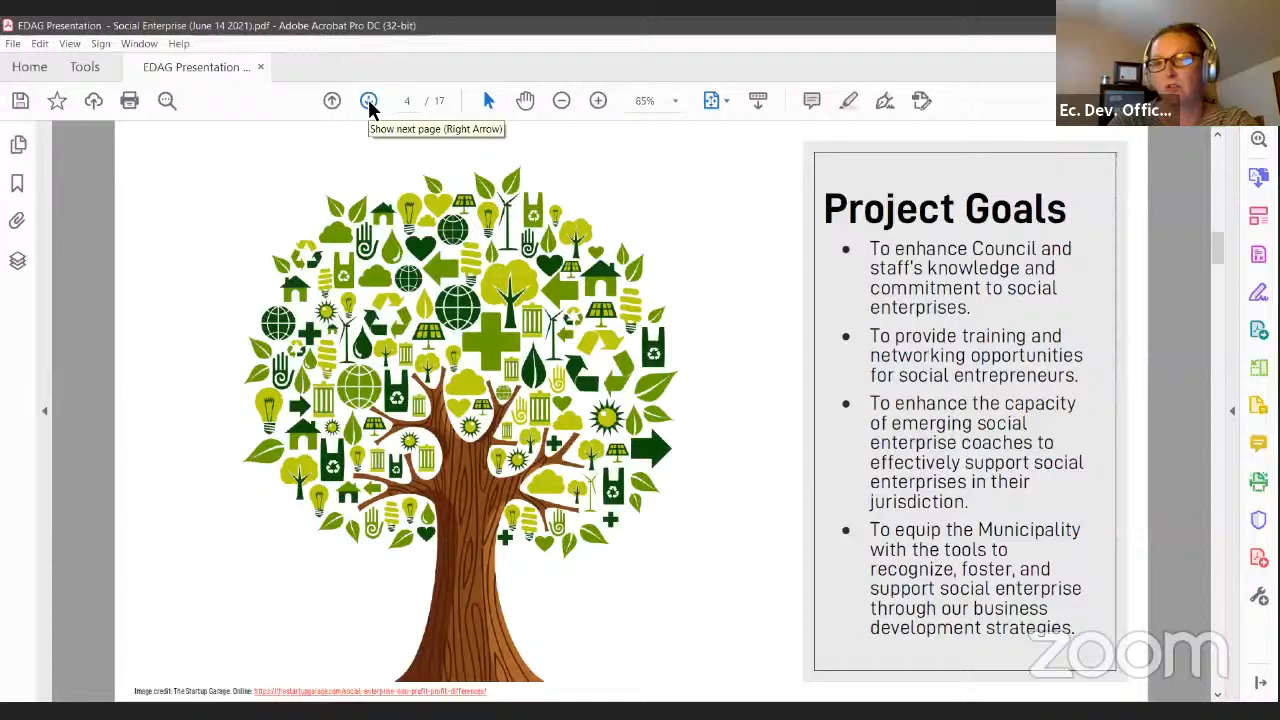 EDAG Presentation - Social Enterprise (June 14 2021).pdf - Adobe Acrobat Pro DC (32-bit)
File Edit View Sign Window Help
Home Tools EDAG Presentation ... ×
17 85%
Show next page (Right Arrow)
Ec. Dev. Offic...
Project Goals
• To enhance Council and
staff's knowledge and
commitment to social
enterprises.
• To provide training and
networking opportunities
for social entrepreneurs.
• To enhance the capacity
of emerging social
enterprise coaches to
effectively support social
enterprises in their
jurisdiction.
• To equip the Municipality
with the tools to
recognize, foster, and
support social enterprise
through our business
development strategies.
Image credit: The Startup Garage. Online: https://thestartupgarage.com/social-enterprise-non-profit-profit-differences/
zoom